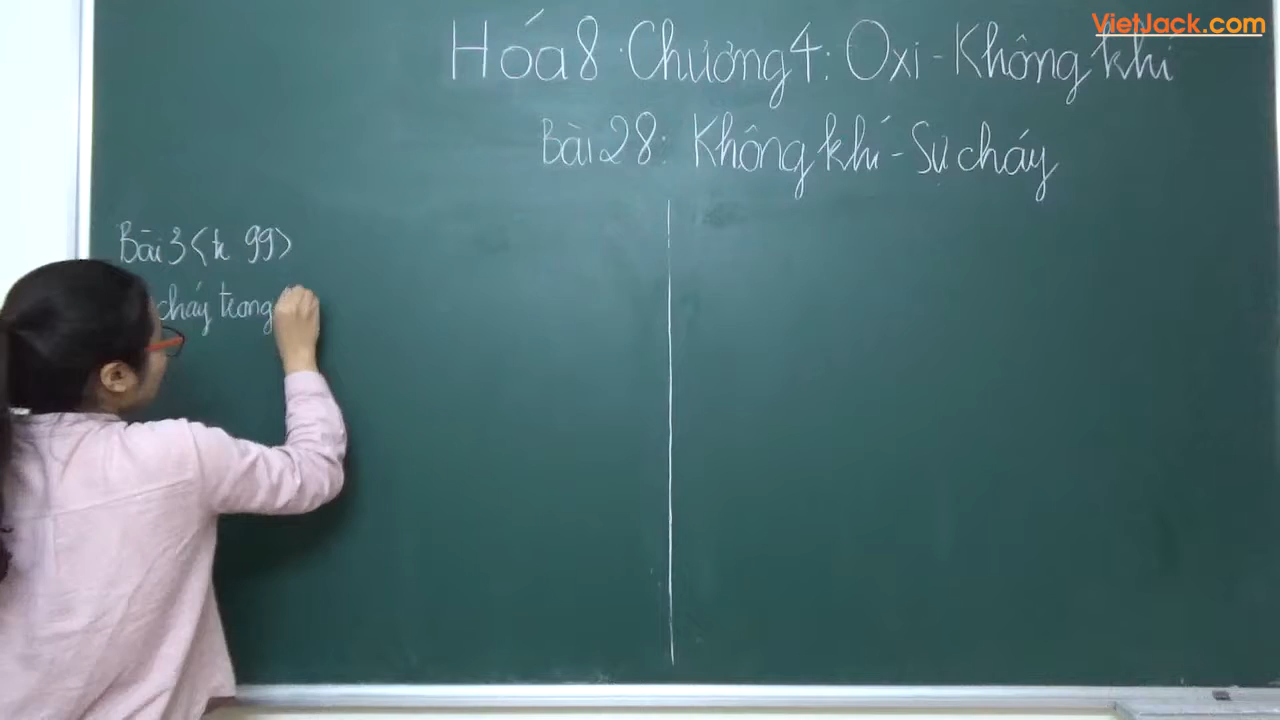 VietJack.com
Hóa 8. Chương 4: Oxi - Không khí
Bài 28: Không khí - Sự cháy
Bài 3 <tr 99>
cháy trong